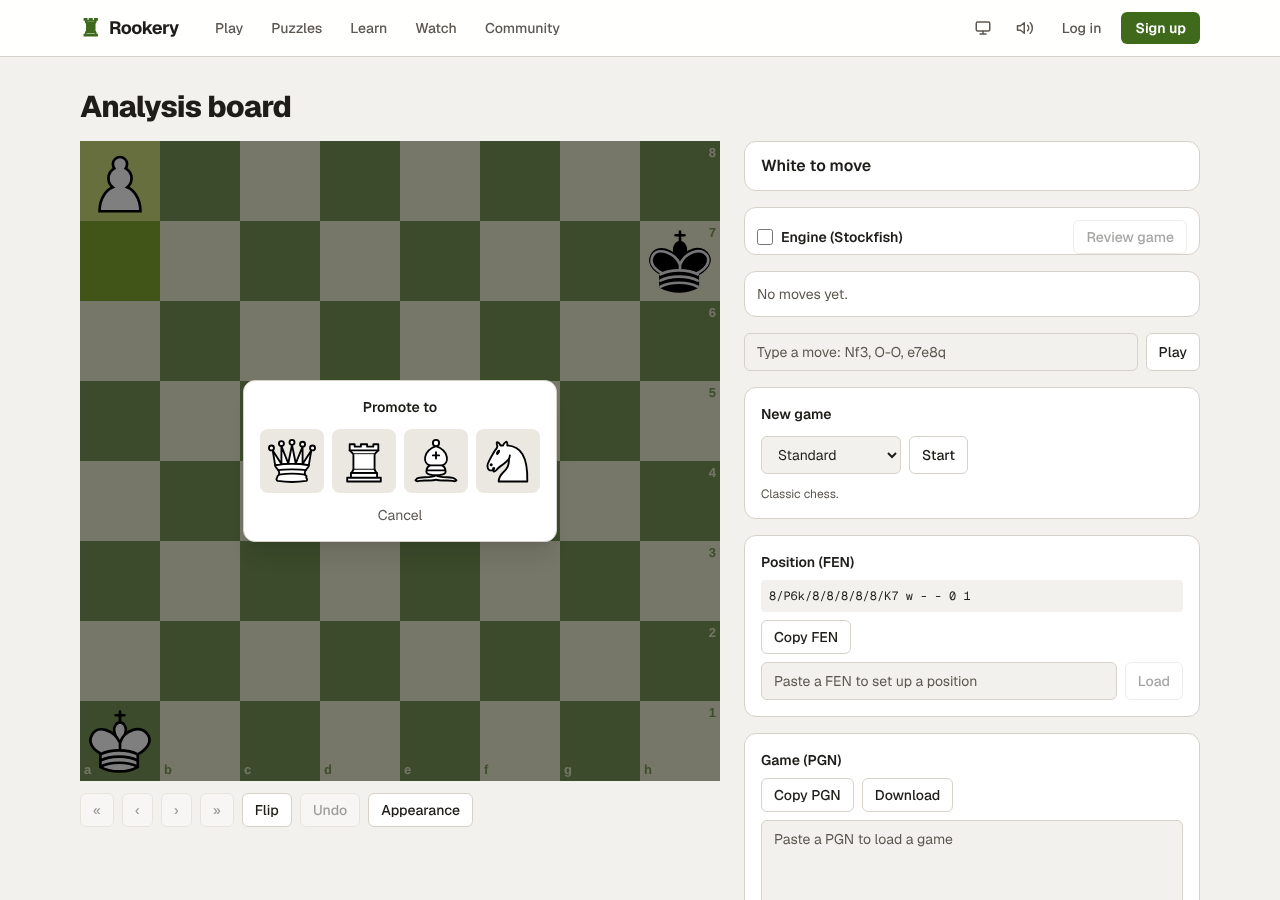 Rookery Play Puzzles Learn Watch Community Log in Sign up
Analysis board
8
7
6
5
4
3
2
1
a b c d e f g h
Promote to
Cancel
« ‹ › » Flip Undo Appearance
White to move
Engine (Stockfish) Review game
No moves yet.
Type a move: Nf3, O-O, e7e8q Play
New game
Standard Start
Classic chess.
Position (FEN)
8/P6k/8/8/8/8/8/K7 w - - 0 1
Copy FEN
Paste a FEN to set up a position Load
Game (PGN)
Copy PGN Download
Paste a PGN to load a game